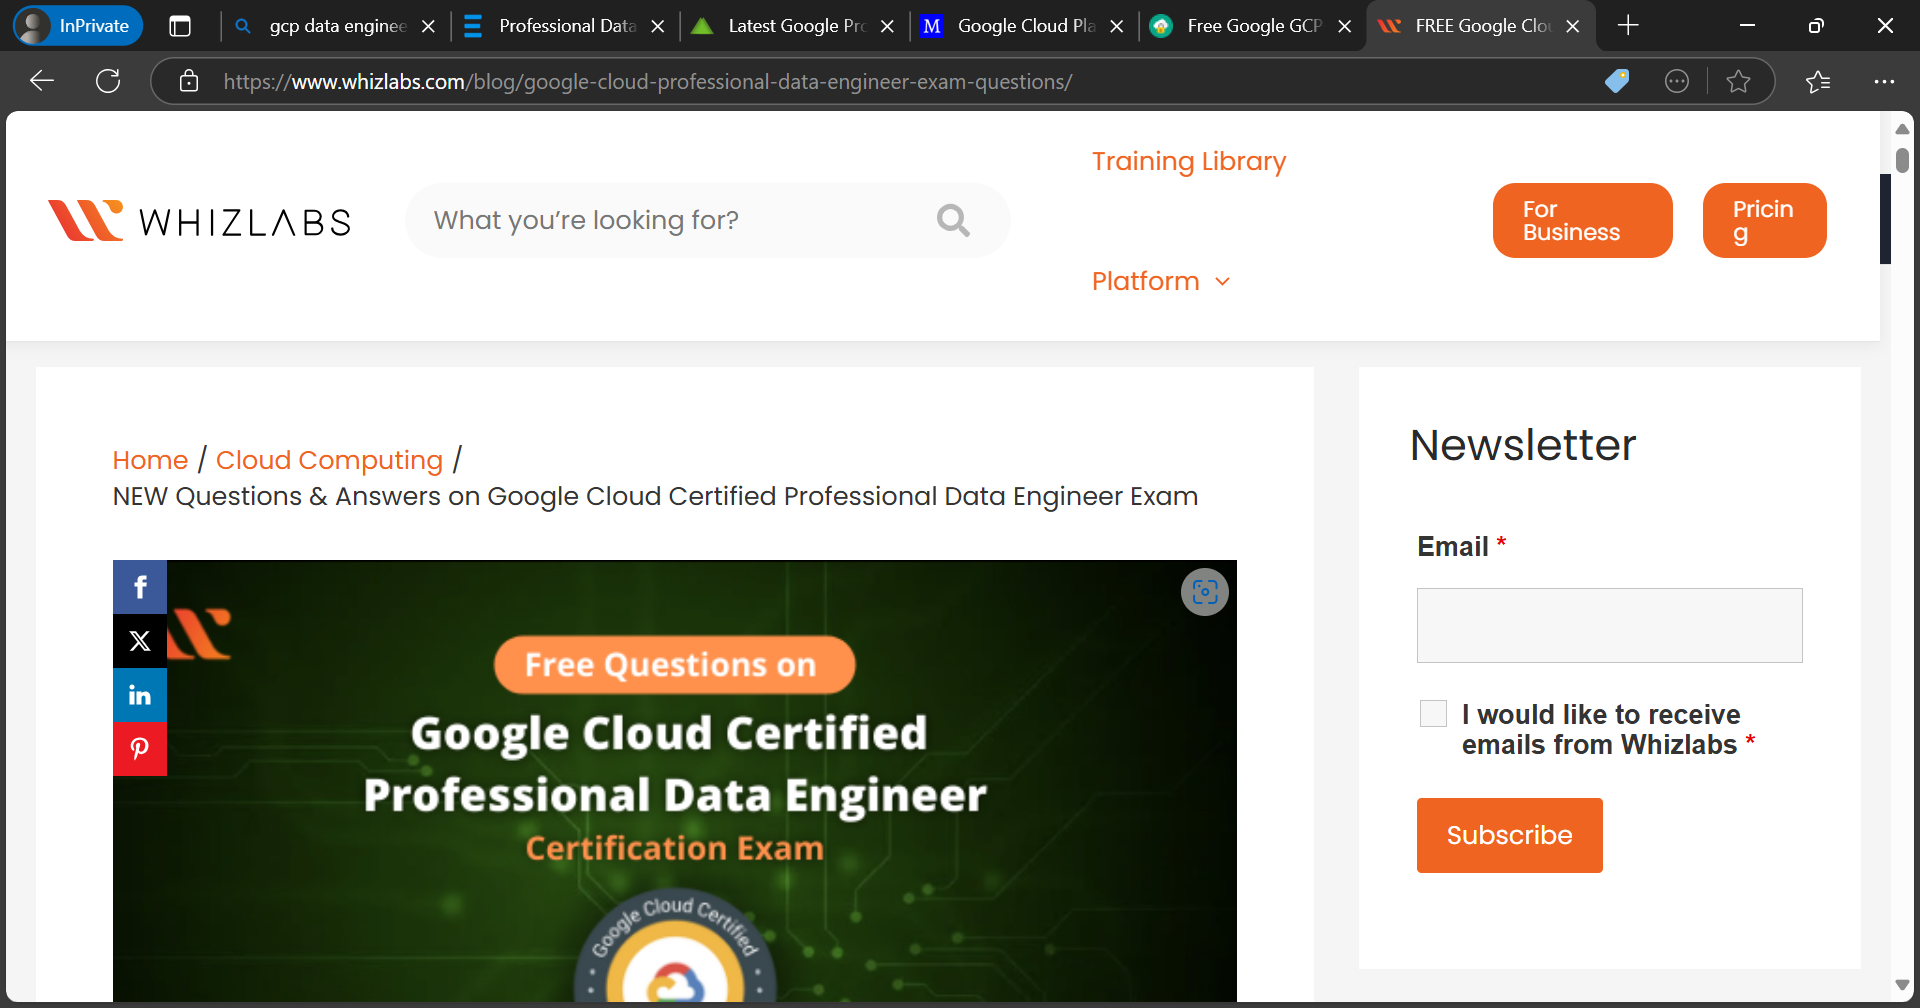 InPrivate
gcp data enginee
Professional Data
Latest Google Pro
Google Cloud Pla
Free Google GCP
FREE Google Clo
https://www.whizlabs.com/blog/google-cloud-professional-data-engineer-exam-questions/
WHIZLABS
What you’re looking for?
Training Library
Platform
For
Business
Pricin
g
Home / Cloud Computing /
NEW Questions & Answers on Google Cloud Certified Professional Data Engineer Exam
Free Questions on
Google Cloud Certified
Professional Data Engineer
Certification Exam
Google Cloud Certified
Newsletter
Email *
I would like to receive
emails from Whizlabs *
Subscribe